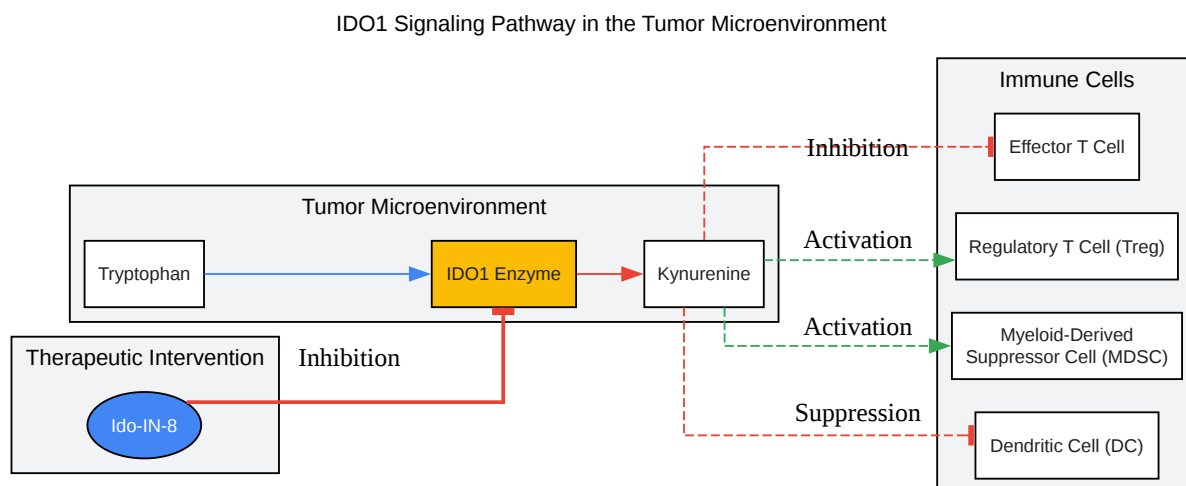 IDO1 Signaling Pathway in the Tumor Microenvironment
Immune Cells
Inhibition
Effector T Cell
Tumor Microenvironment
Tryptophan
IDO1 Enzyme
Kynurenine
Activation
Regulatory T Cell (Treg)
Activation
Myeloid-Derived
Suppressor Cell (MDSC)
Therapeutic Intervention
Inhibition
Ido-IN-8
Suppression
Dendritic Cell (DC)